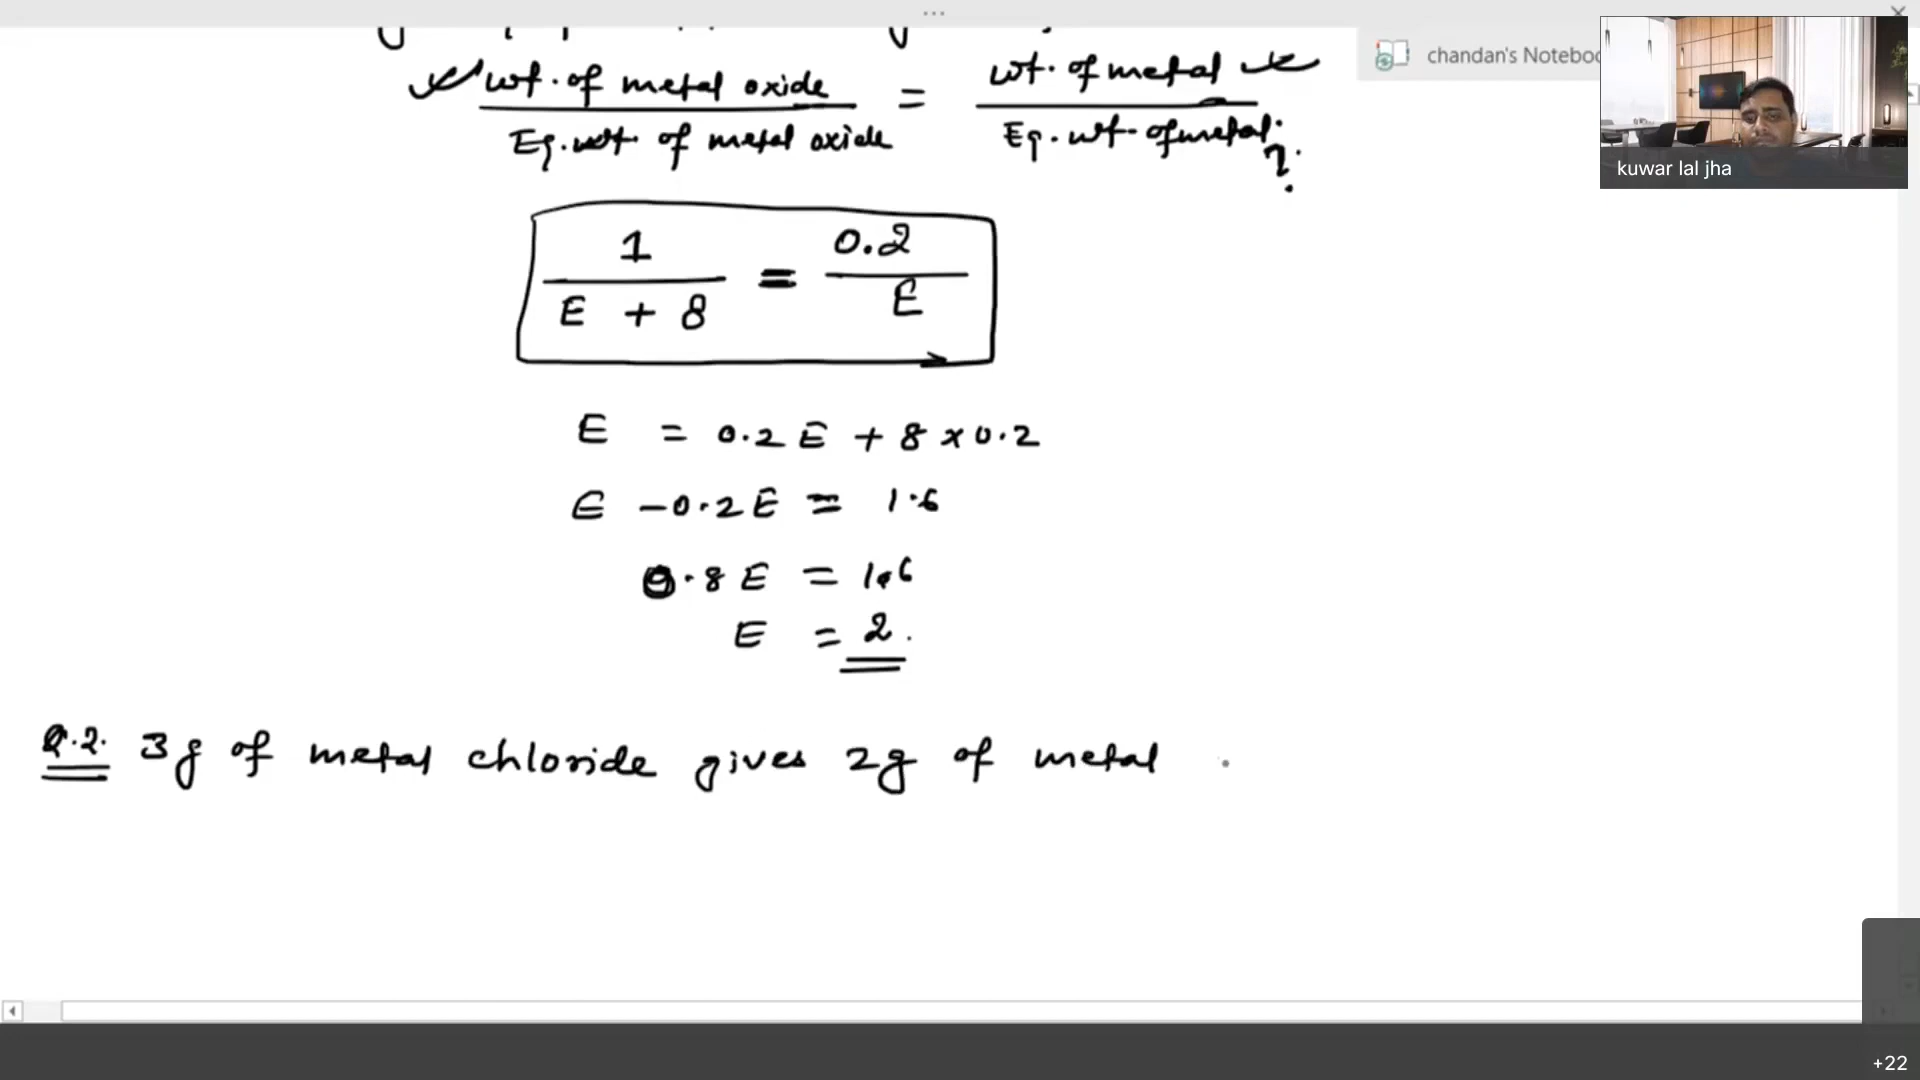 chandan's Notebo
wt. of metal oxide = wt. of metal
Eq. wt. of metal oxide Eq. wt. of metal. ?
kuwar lal jha
1 = 0.2
E + 8 E
E = 0.2 E + 8 x 0.2
E - 0.2 E = 1.6
0.8 E = 1.6
E = 2.
Q.2. 3g of metal chloride gives 2g of metal
+22